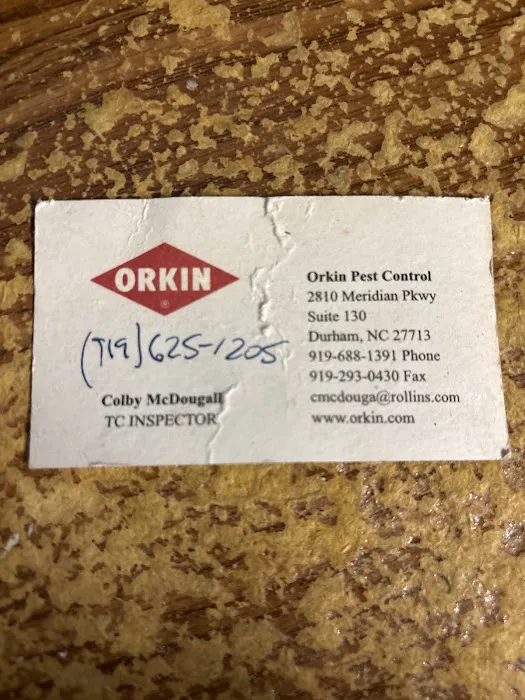 ORKIN
®
(919) 625-1205
Colby McDougall
TC INSPECTOR
Orkin Pest Control
2810 Meridian Pkwy
Suite 130
Durham, NC 27713
919-688-1391 Phone
919-293-0430 Fax
cmcdouga@rollins.com
www.orkin.com